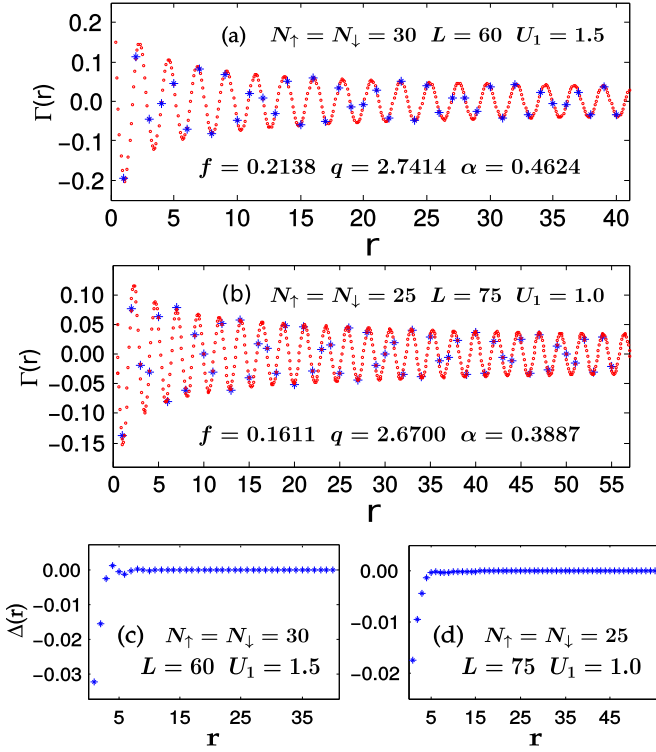 (a) N↑ = N↓ = 30 L = 60 U₁ = 1.5
0.2
0.1
0.0
−0.1
−0.2
Γ(r)
f = 0.2138 q = 2.7414 α = 0.4624
0 5 10 15 20 25 30 35 40
r
(b) N↑ = N↓ = 25 L = 75 U₁ = 1.0
0.10
0.05
0.00
−0.05
−0.10
−0.15
Γ(r)
f = 0.1611 q = 2.6700 α = 0.3887
0 5 10 15 20 25 30 35 40 45 50 55
r
0.00
−0.01
−0.02
−0.03
Δ(r)
(c) N↑ = N↓ = 30
L = 60 U₁ = 1.5
5 15 25 35
r
0.00
−0.01
−0.02
(d) N↑ = N↓ = 25
L = 75 U₁ = 1.0
5 15 25 35 45
r